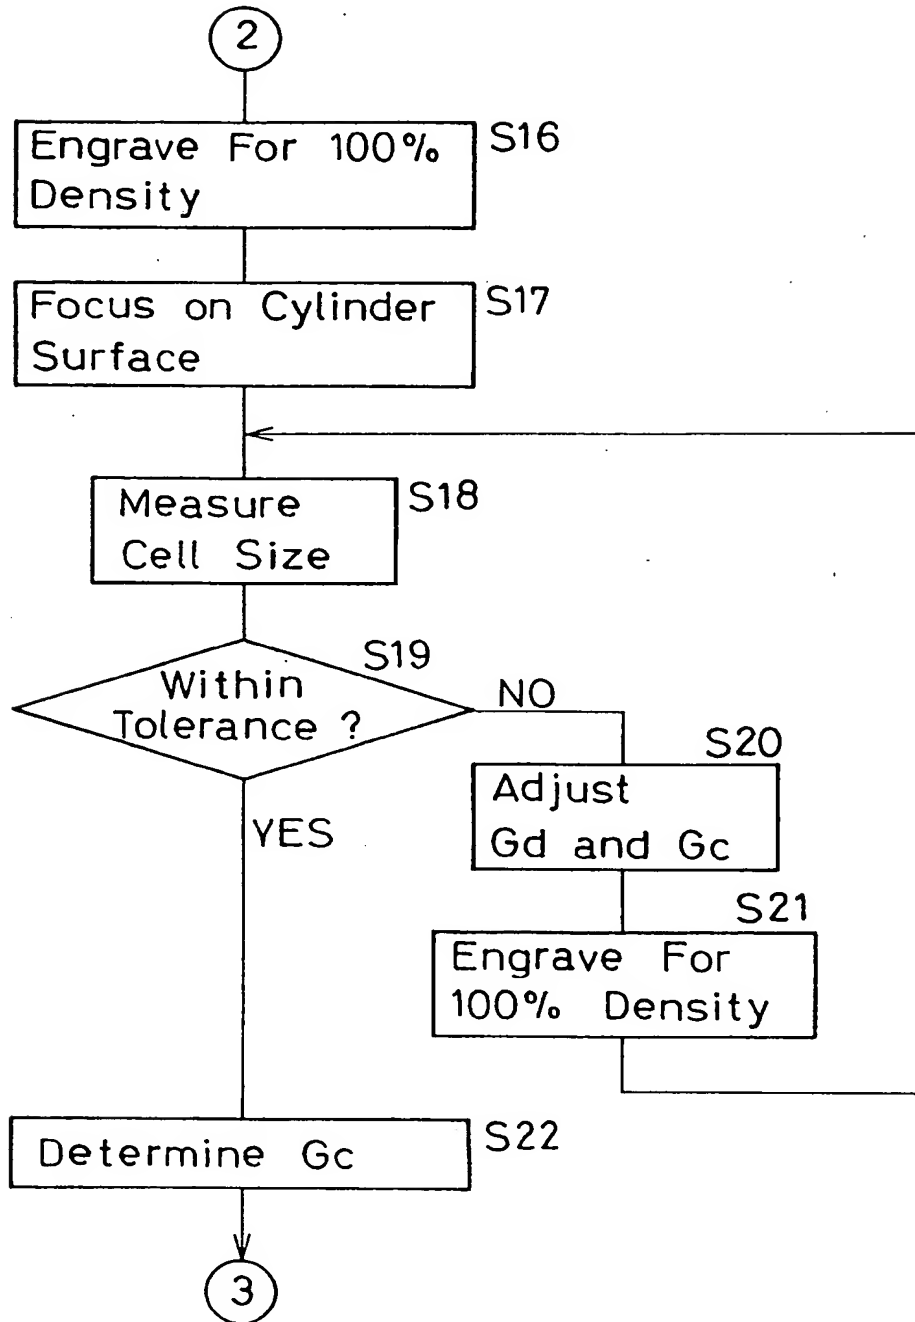 2
Engrave For 100%
Density
S16
Focus on Cylinder
Surface
S17
Measure
Cell Size
S18
Within
Tolerance ?
S19
NO
YES
S20
Adjust
Gd and Gc
S21
Engrave For
100% Density
Determine Gc
S22
3